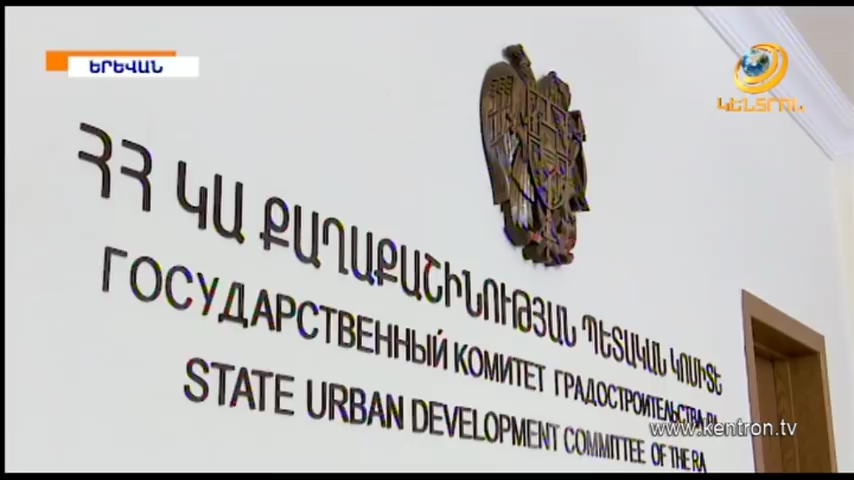 ԵՐԵՎԱՆ
ԿԵՆՏՐՈՆ
ՀՀ ԿԱ ՔԱՂԱՔԱՇԻՆՈՒԹՅԱՆ ՊԵՏԱԿԱՆ ԿՈՄԻՏԵ
ГОСУДАРСТВЕННЫЙ КОМИТЕТ ГРАДОСТРОИТЕЛЬСТВА РА
STATE URBAN DEVELOPMENT COMMITTEE OF THE RA
www.kentron.tv